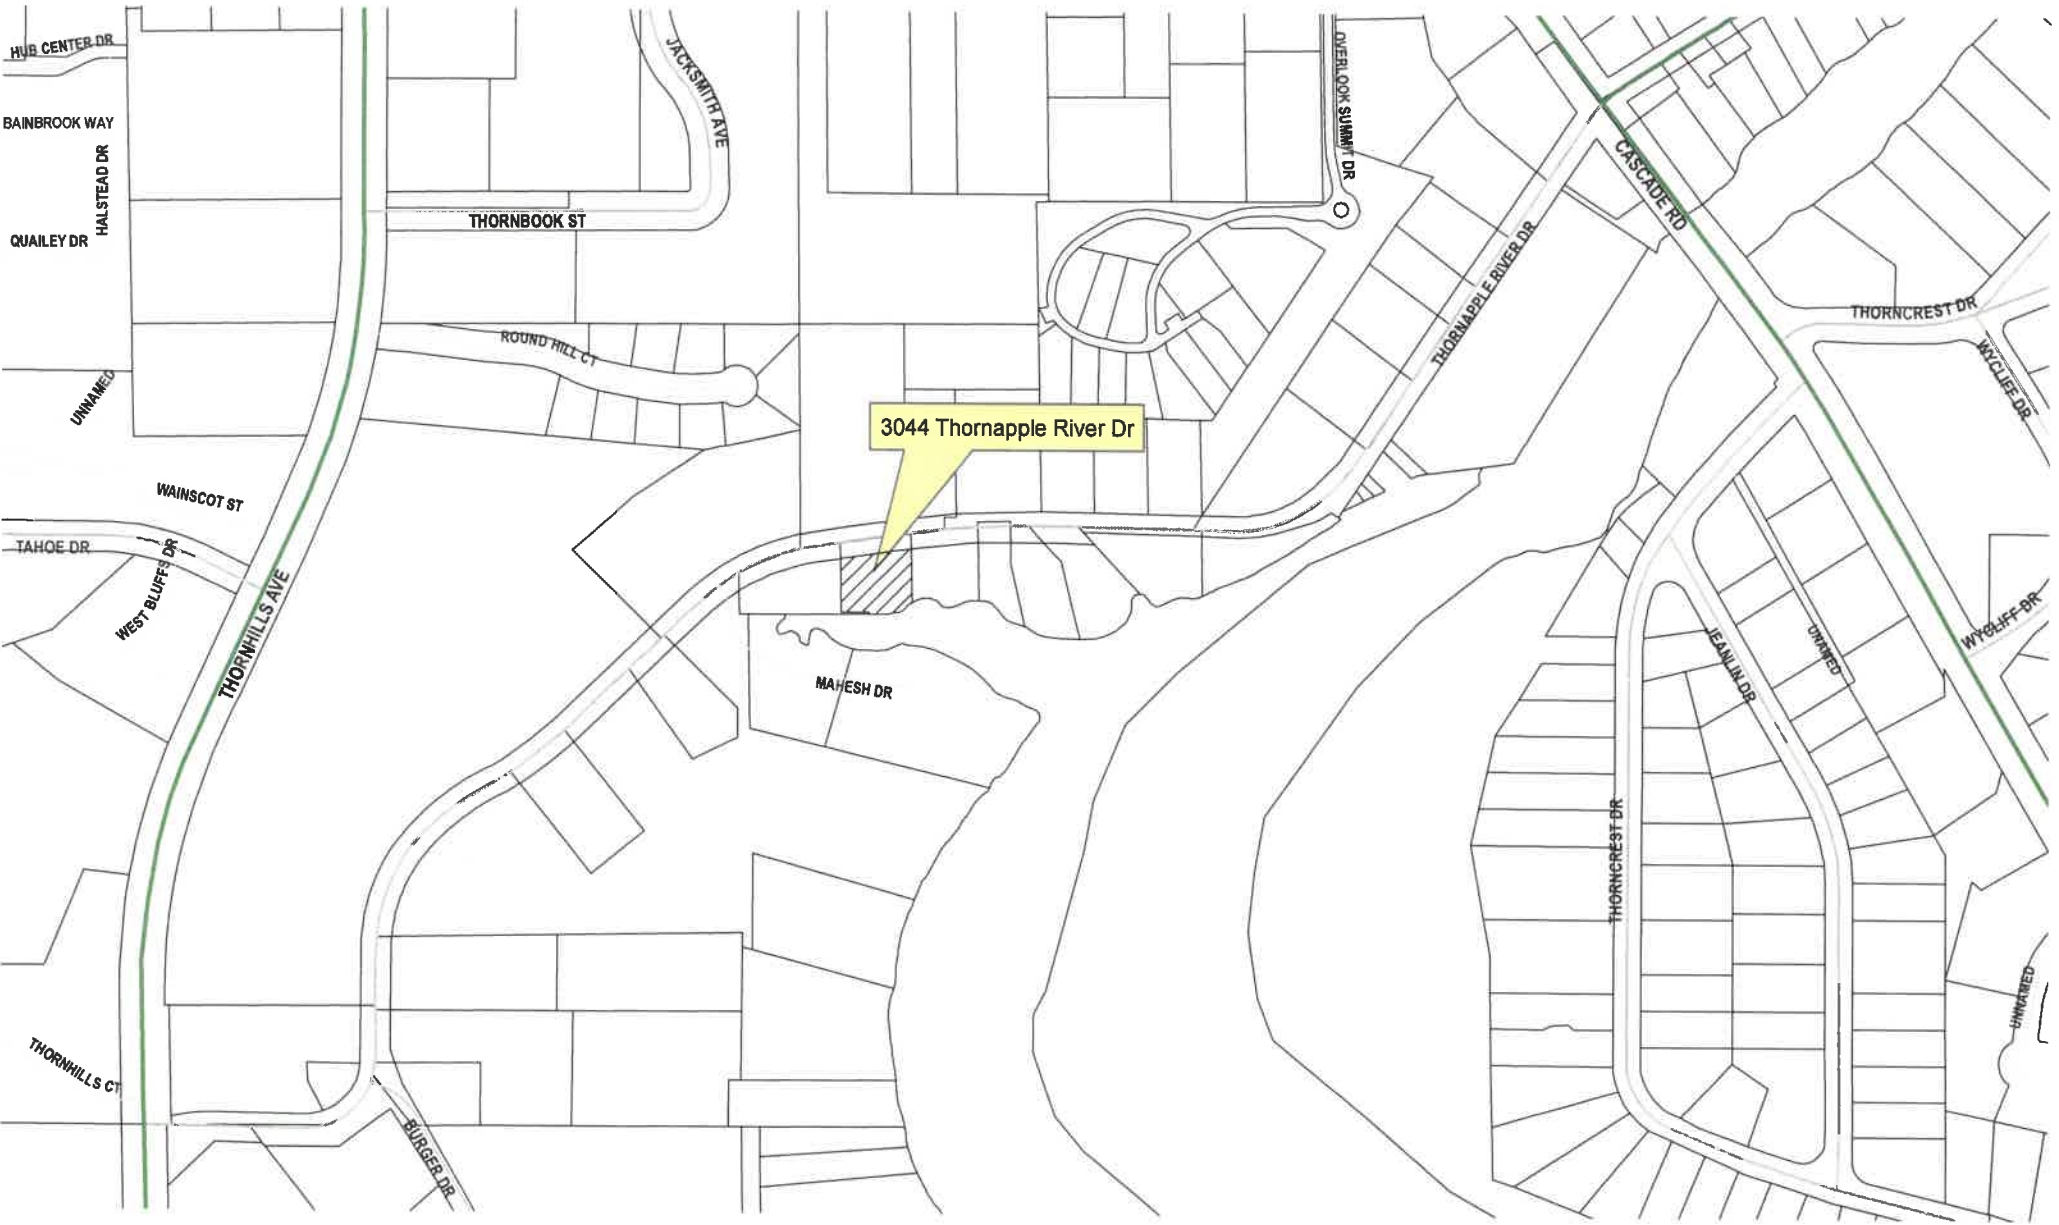 HUB CENTER DR
JACKSMITH AVE
OVERLOOK SUMMIT DR
BAINBROOK WAY
HALSTEAD DR
CASCADE RD
THORNBOOK ST
QUAILEY DR
THORNAPPLE RIVER DR
THORNCREST DR
ROUND HILL CT
WYCLIFF DR
UNNAMED
3044 Thornapple River Dr
WAINSCOT ST
TAHOE DR
WEST BLUFFS DR
THORNHILLS AVE
WYCLIFF DR
UNAMED
JEANLIN DR
MAHESH DR
THORNCREST DR
UNNAMED
THORNHILLS CT
BURGER DR